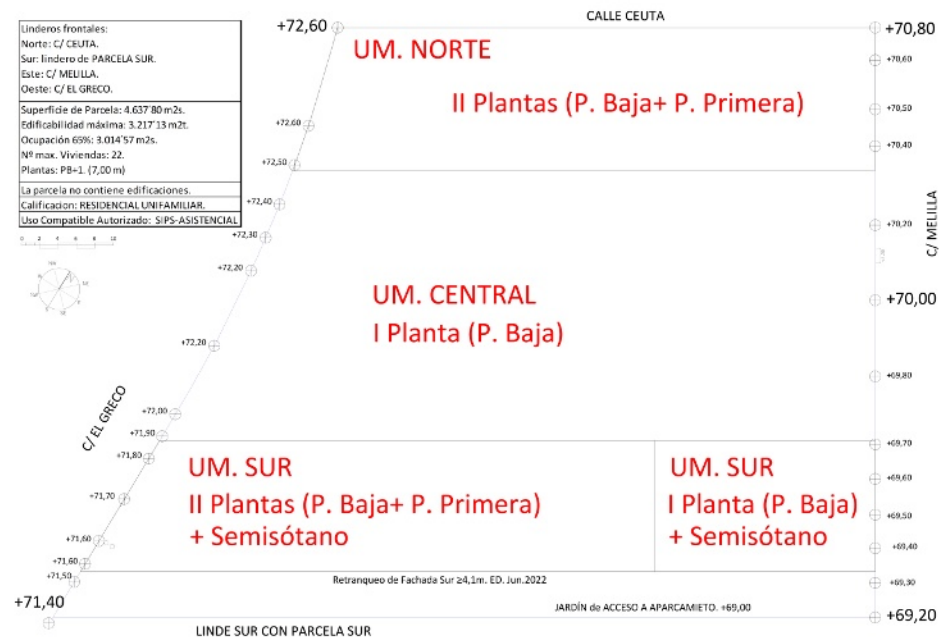 Linderos frontales:
Norte: C/ CEUTA.
Sur: lindero de PARCELA SUR.
Este: C/ MELILLA.
Oeste: C/ EL GRECO.
Superficie de Parcela: 4.637'80 m2s.
Edificabilidad máxima: 3.217'13 m2t.
Ocupación 65%: 3.014'57 m2s.
Nº max. Viviendas: 22.
Plantas: PB+1. (7,00 m)
La parcela no contiene edificaciones.
Calificacion: RESIDENCIAL UNIFAMILIAR.
Uso Compatible Autorizado: SIPS-ASISTENCIAL
0 2 4 6 8 12
CALLE CEUTA
+72,60
+70,80
UM. NORTE
II Plantas (P. Baja+ P. Primera)
+70,60
+70,50
+72,60
+70,40
+72,50
+72,40
+70,20
+72,30
C/ MELILLA
+72,20
UM. CENTRAL
I Planta (P. Baja)
+70,00
+72,20
+69,80
C/ EL GRECO
+72,00
+71,90
+69,70
+71,80
UM. SUR
II Plantas (P. Baja+ P. Primera)
+ Semisótano
UM. SUR
I Planta (P. Baja)
+ Semisótano
+69,60
+71,70
+69,50
+71,60
+69,40
+71,60
+71,50
Retranqueo de Fachada Sur ≥4,1m. ED. Jun.2022
+69,30
+71,40
JARDÍN de ACCESO A APARCAMIETO. +69,00
+69,20
LINDE SUR CON PARCELA SUR